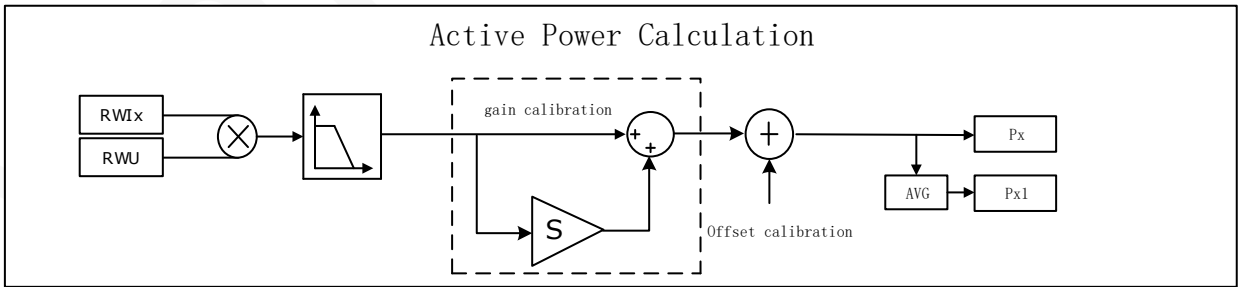 Active Power Calculation
RWIx
RWU
gain calibration
+
+
+
S
Offset calibration
Px
AVG
Px1